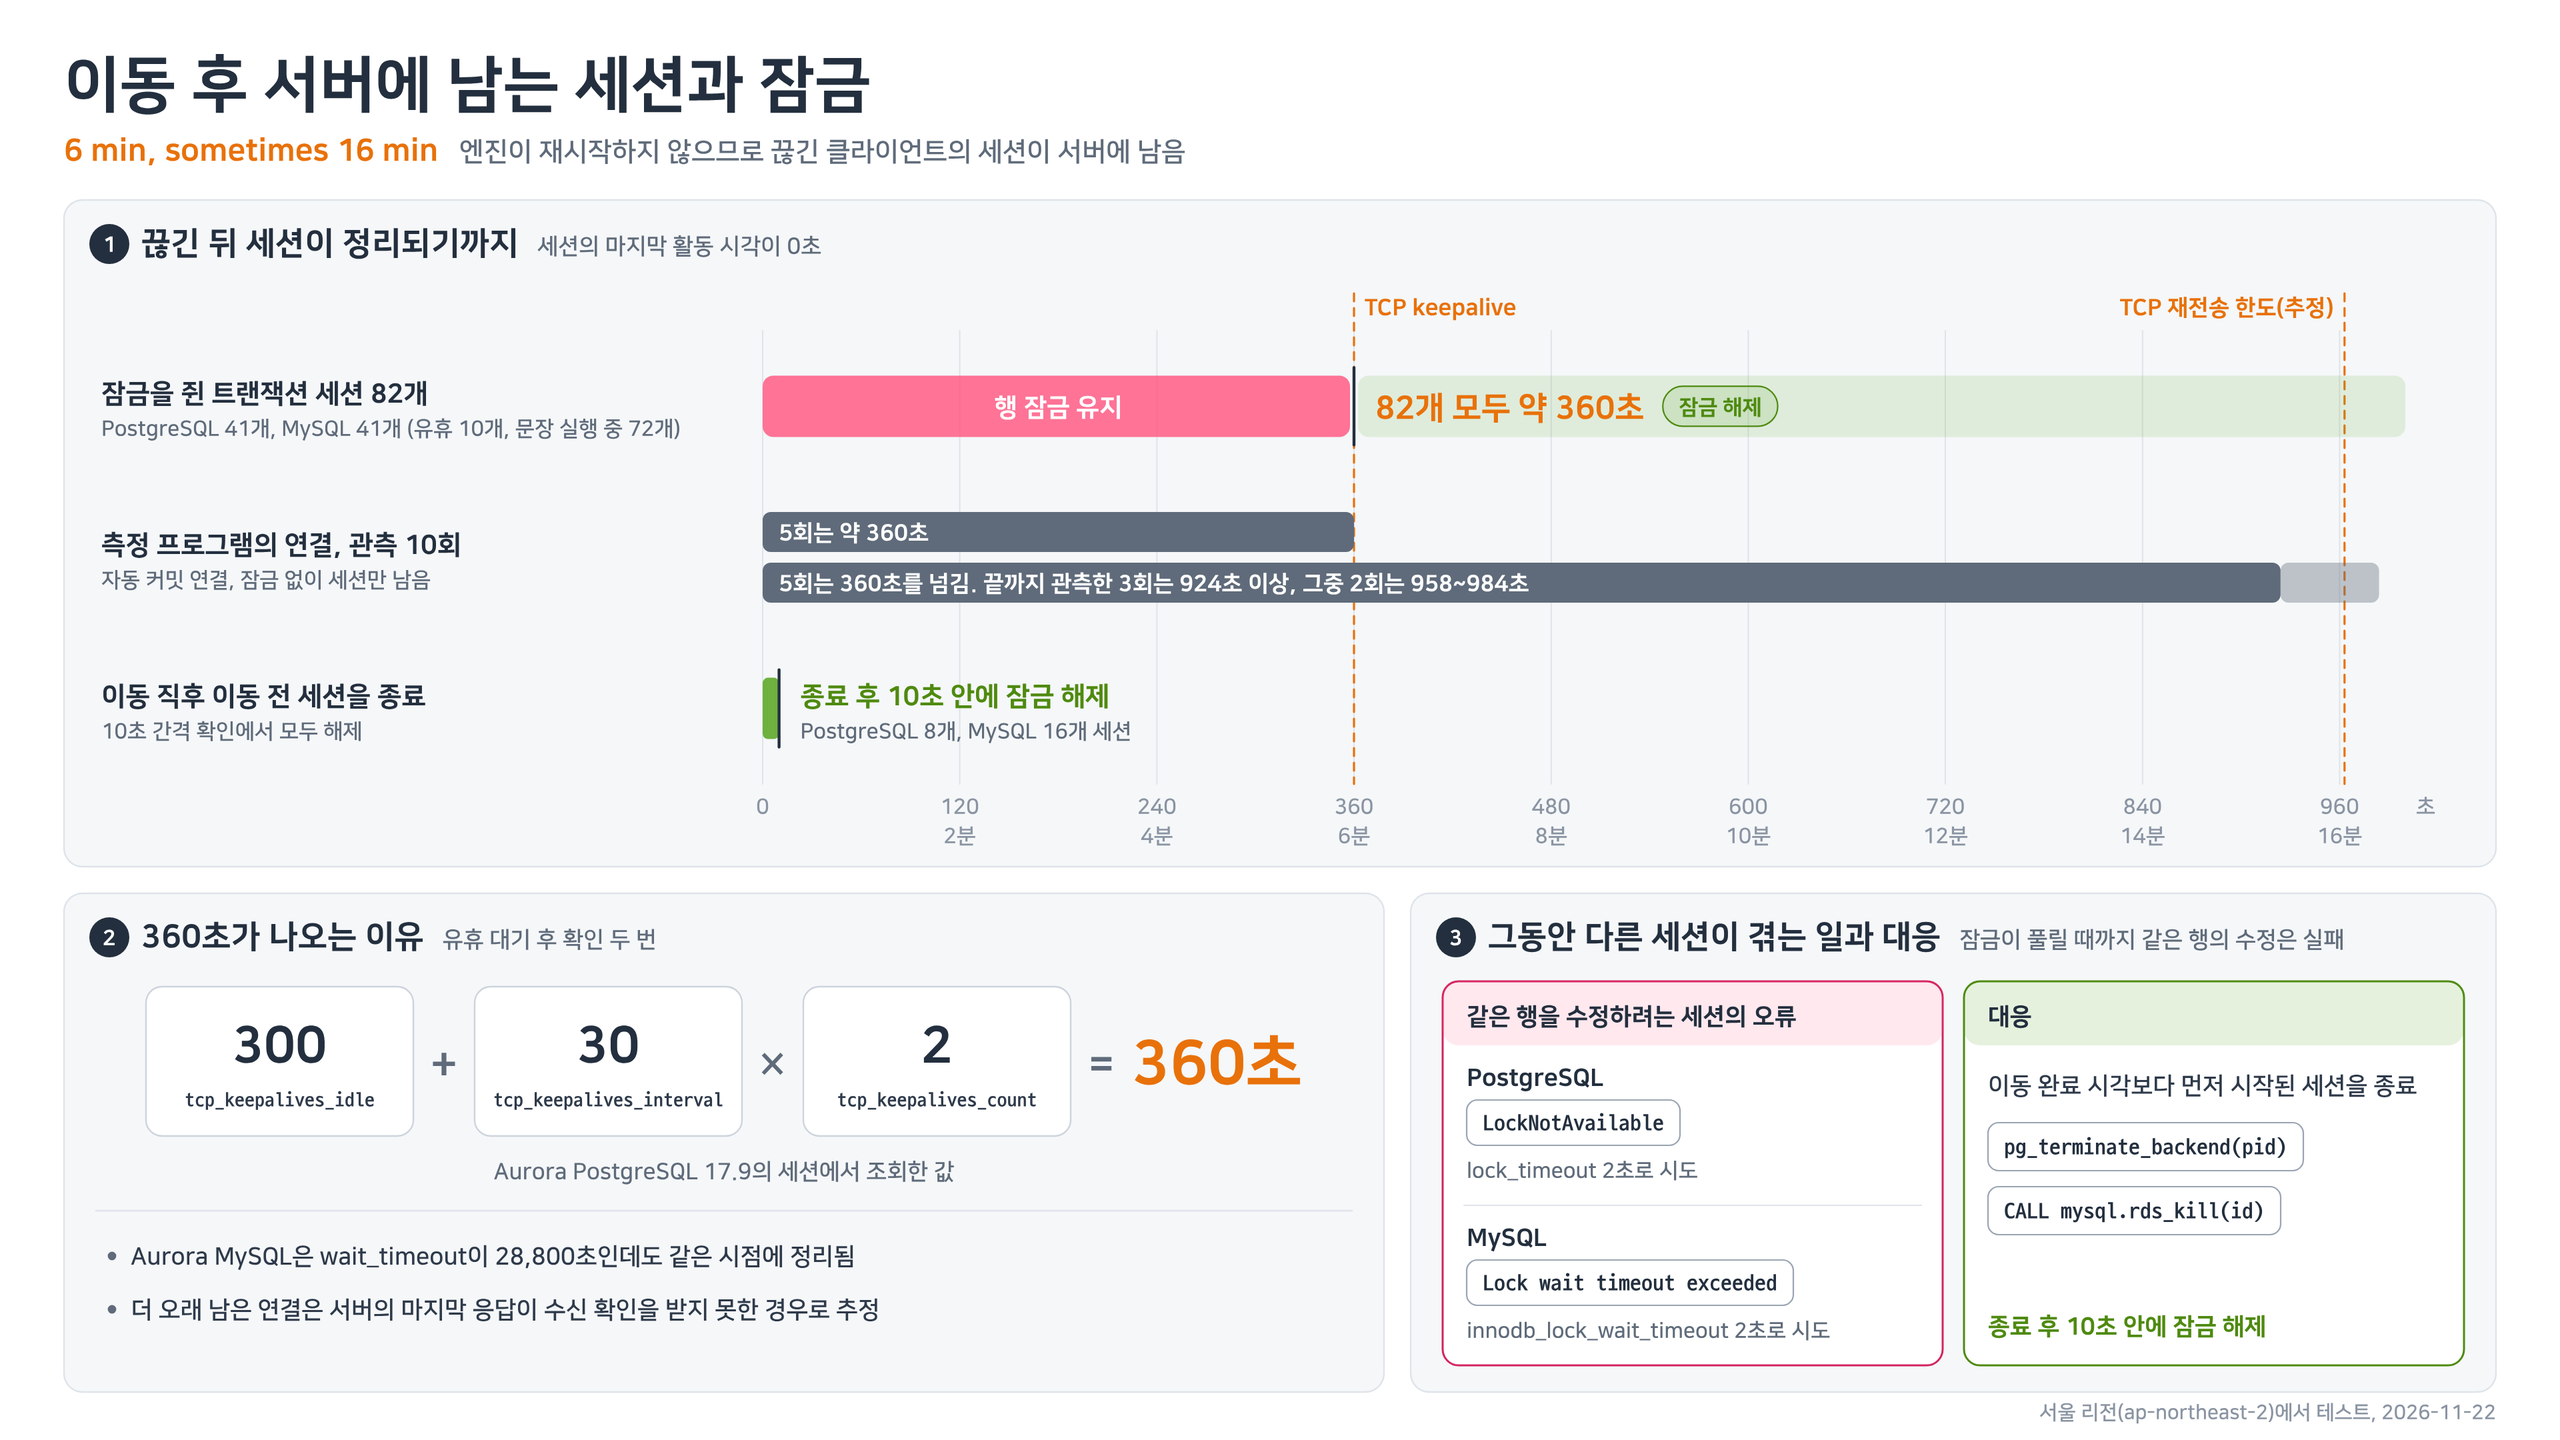 이동 후 서버에 남는 세션과 잠금
6 min, sometimes 16 min 엔진이 재시작하지 않으므로 끊긴 클라이언트의 세션이 서버에 남음
1 끊긴 뒤 세션이 정리되기까지 세션의 마지막 활동 시각이 0초
TCP keepalive
TCP 재전송 한도(추정)
잠금을 쥔 트랜잭션 세션 82개
PostgreSQL 41개, MySQL 41개 (유휴 10개, 문장 실행 중 72개)
행 잠금 유지
82개 모두 약 360초 잠금 해제
측정 프로그램의 연결, 관측 10회
자동 커밋 연결, 잠금 없이 세션만 남음
5회는 약 360초
5회는 360초를 넘김. 끝까지 관측한 3회는 924초 이상, 그중 2회는 958~984초
이동 직후 이동 전 세션을 종료
10초 간격 확인에서 모두 해제
종료 후 10초 안에 잠금 해제
PostgreSQL 8개, MySQL 16개 세션
0 120 240 360 480 600 720 840 960 초
2분 4분 6분 8분 10분 12분 14분 16분
2 360초가 나오는 이유 유휴 대기 후 확인 두 번
300 + 30 × 2 = 360초
tcp_keepalives_idle tcp_keepalives_interval tcp_keepalives_count
Aurora PostgreSQL 17.9의 세션에서 조회한 값
• Aurora MySQL은 wait_timeout이 28,800초인데도 같은 시점에 정리됨
• 더 오래 남은 연결은 서버의 마지막 응답이 수신 확인을 받지 못한 경우로 추정
3 그동안 다른 세션이 겪는 일과 대응 잠금이 풀릴 때까지 같은 행의 수정은 실패
같은 행을 수정하려는 세션의 오류
PostgreSQL
LockNotAvailable
lock_timeout 2초로 시도
MySQL
Lock wait timeout exceeded
innodb_lock_wait_timeout 2초로 시도
대응
이동 완료 시각보다 먼저 시작된 세션을 종료
pg_terminate_backend(pid)
CALL mysql.rds_kill(id)
종료 후 10초 안에 잠금 해제
서울 리전(ap-northeast-2)에서 테스트, 2026-11-22